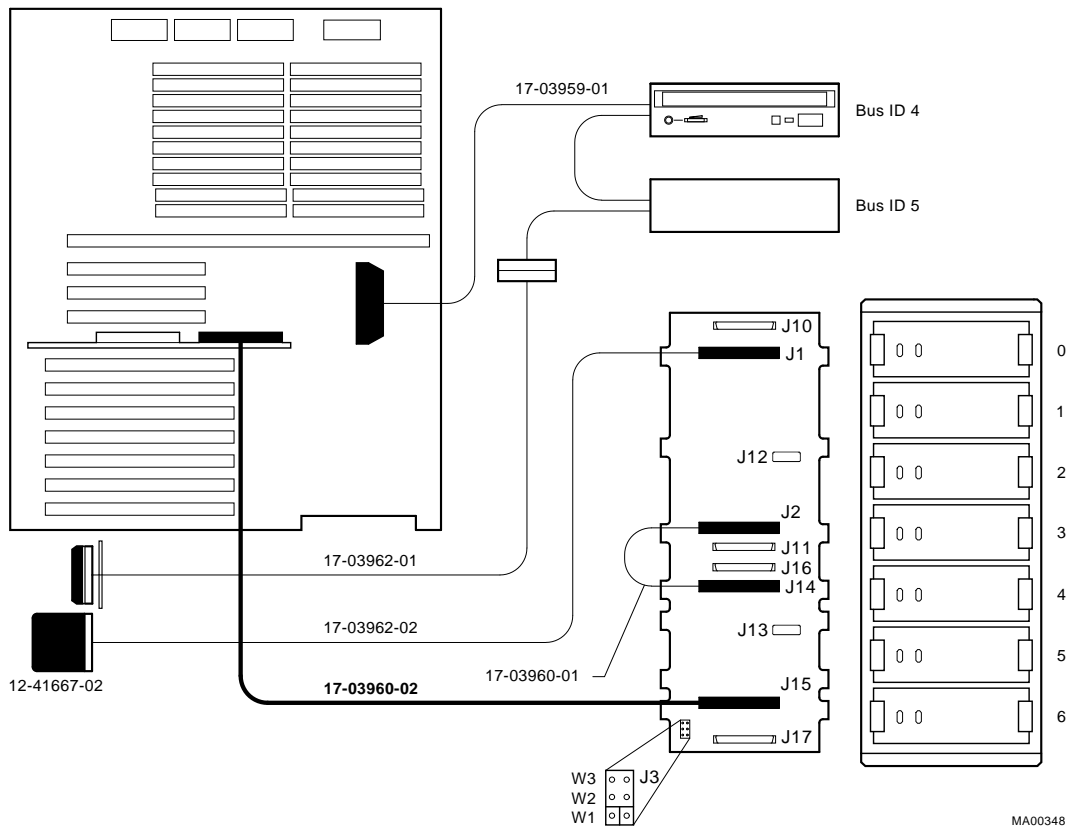 17-03959-01
Bus ID 4
Bus ID 5
J10
J1
0
1
J12
2
J2
3
J11
17-03962-01
J16
J14
4
17-03962-02
J13
5
17-03960-01
12-41667-02
17-03960-02
J15
6
J17
W3
J3
W2
W1
MA00348